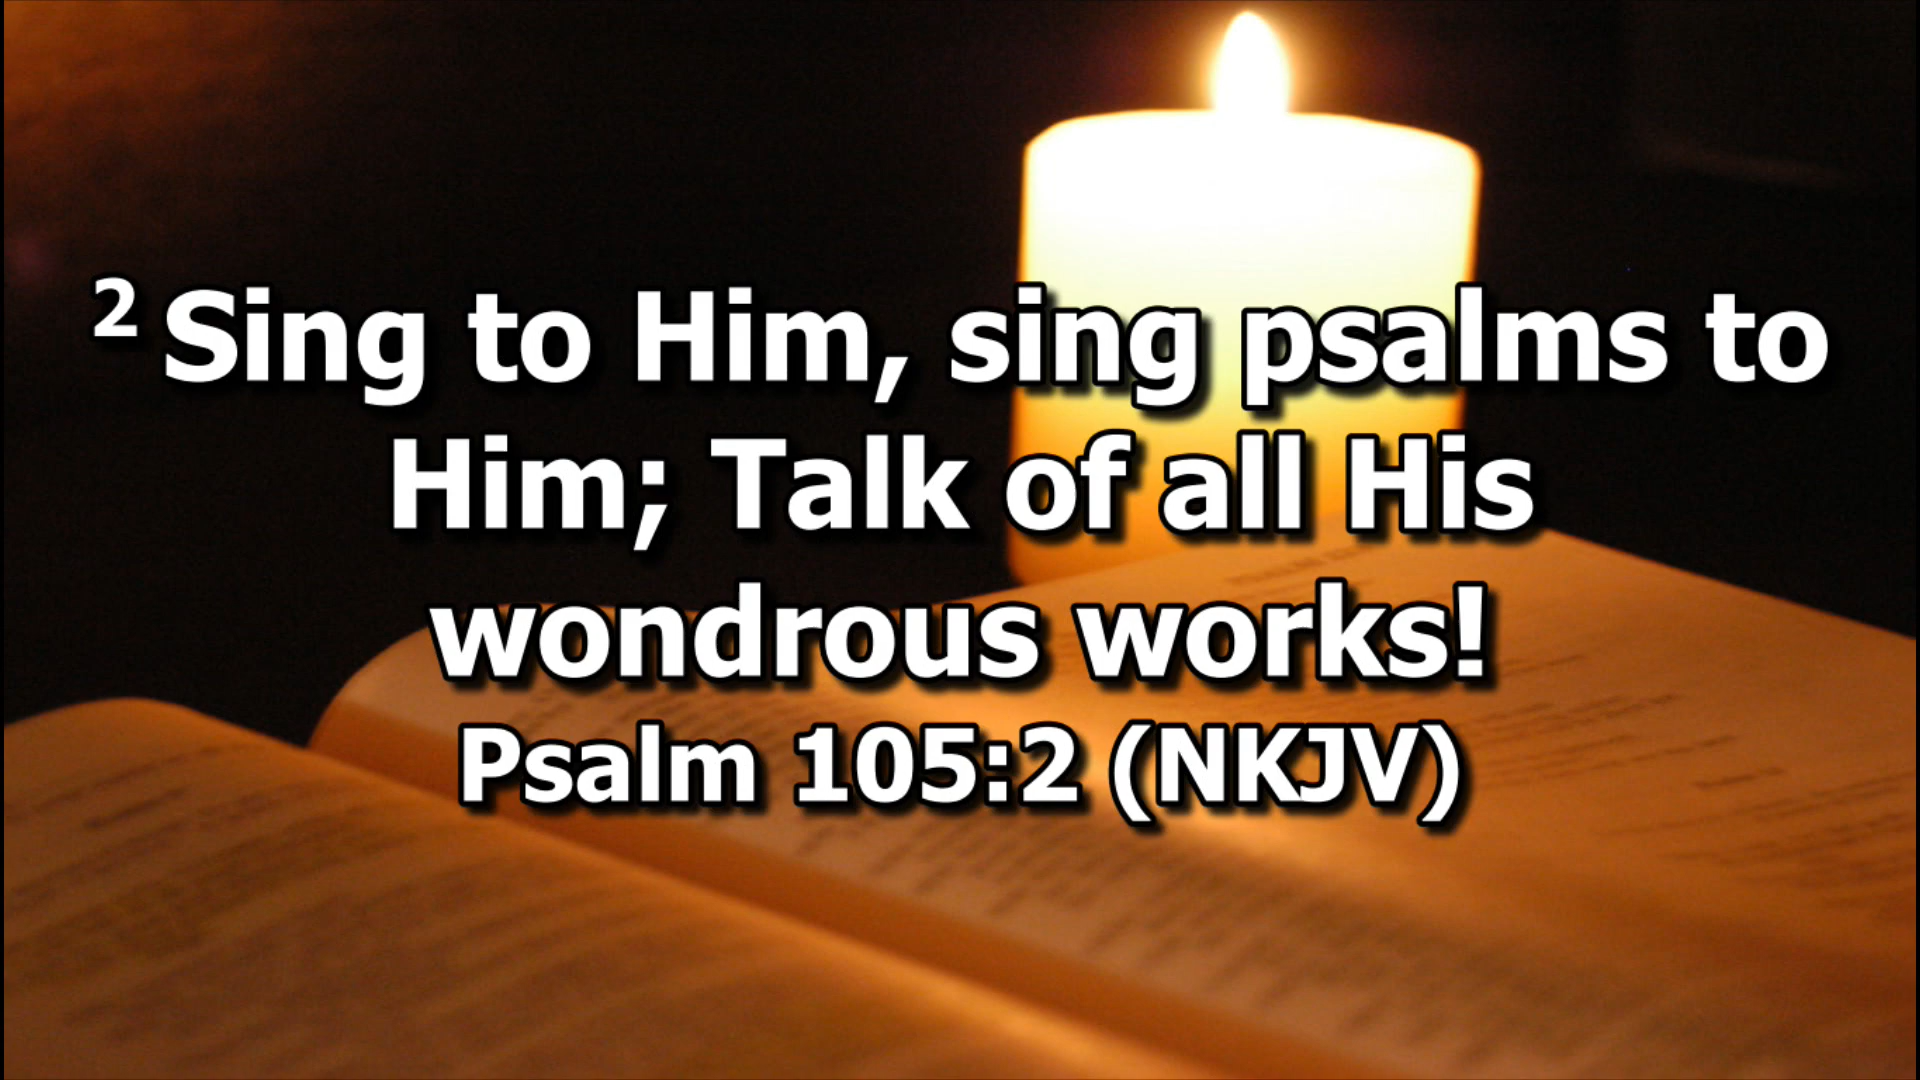 2 Sing to Him, sing psalms to
Him; Talk of all His
wondrous works!
Psalm 105:2 (NKJV)